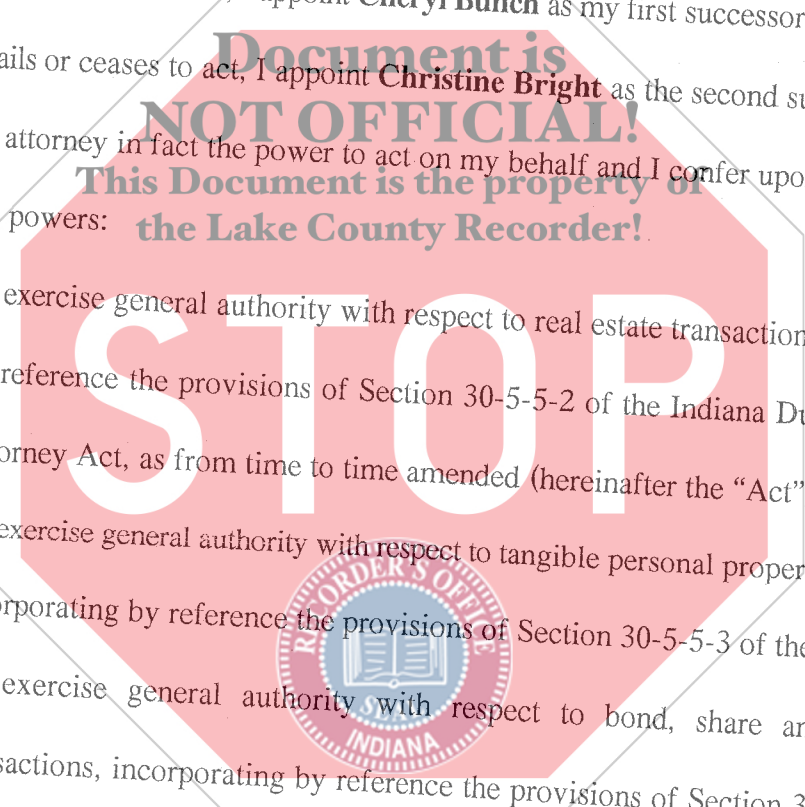 appoint Cheryl Bunch as my first successor
ails or ceases to act, I appoint Christine Bright as the second su
attorney in fact the power to act on my behalf and I confer upo
powers:
exercise general authority with respect to real estate transaction
reference the provisions of Section 30-5-5-2 of the Indiana Du
orney Act, as from time to time amended (hereinafter the “Act”
exercise general authority with respect to tangible personal proper
orporating by reference the provisions of Section 30-5-5-3 of the
exercise general authority with respect to bond, share an
sactions, incorporating by reference the provisions of Section 3
Document is
NOT OFFICIAL!
This Document is the property of
the Lake County Recorder!
STOP
RECORDER'S OFFICE
INDIANA